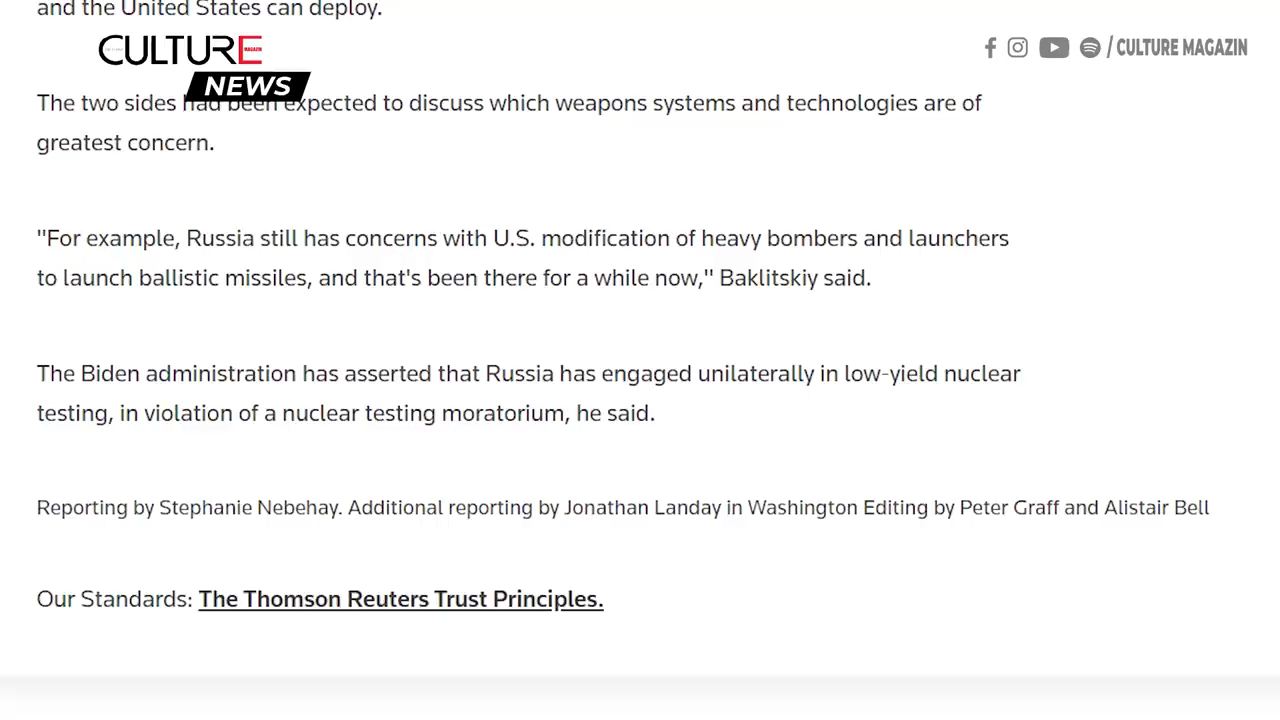 and the United States can deploy.
CULTURE
MAGAZIN
NEWS
/ CULTURE MAGAZIN
The two sides had been expected to discuss which weapons systems and technologies are of
greatest concern.
"For example, Russia still has concerns with U.S. modification of heavy bombers and launchers
to launch ballistic missiles, and that's been there for a while now," Baklitskiy said.
The Biden administration has asserted that Russia has engaged unilaterally in low-yield nuclear
testing, in violation of a nuclear testing moratorium, he said.
Reporting by Stephanie Nebehay. Additional reporting by Jonathan Landay in Washington Editing by Peter Graff and Alistair Bell
Our Standards: The Thomson Reuters Trust Principles.